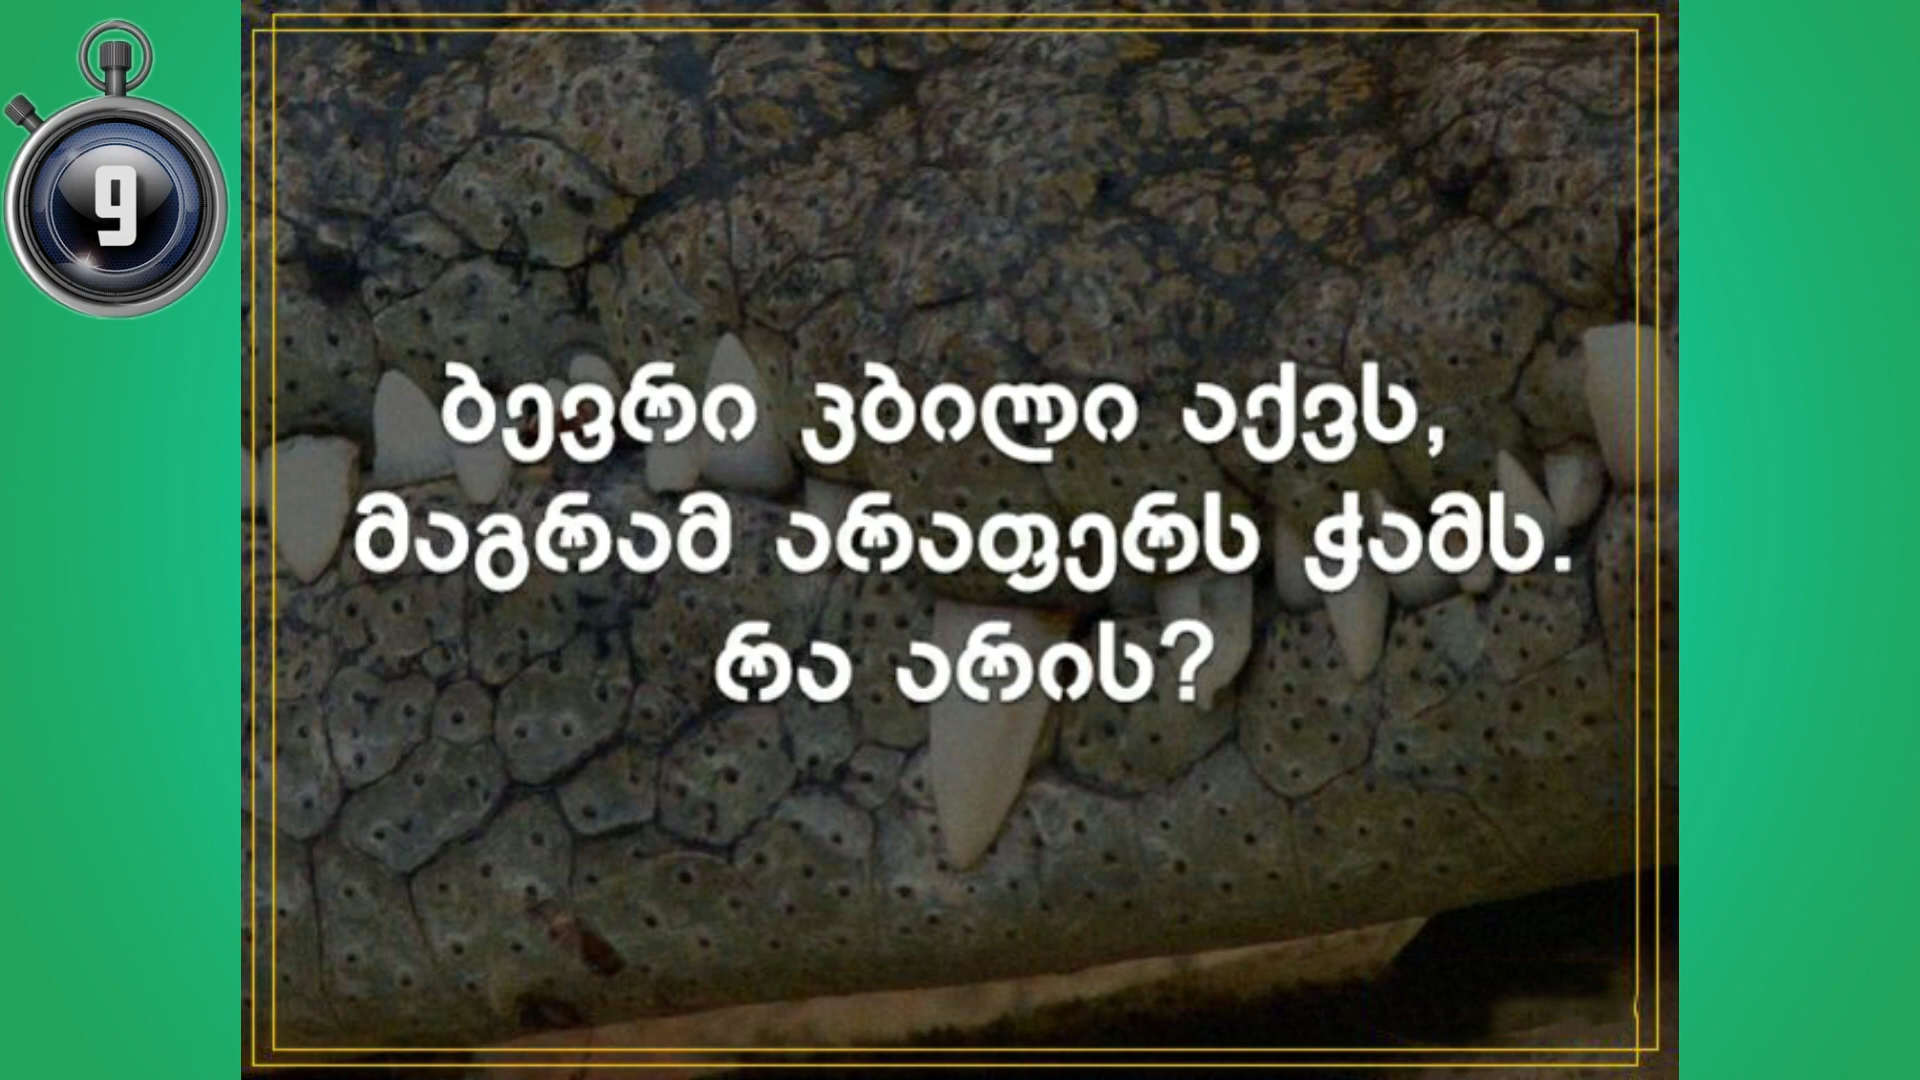 9
ბევრი კბილი აქვს,
მაგრამ არაფერს ჭამს.
რა არის?